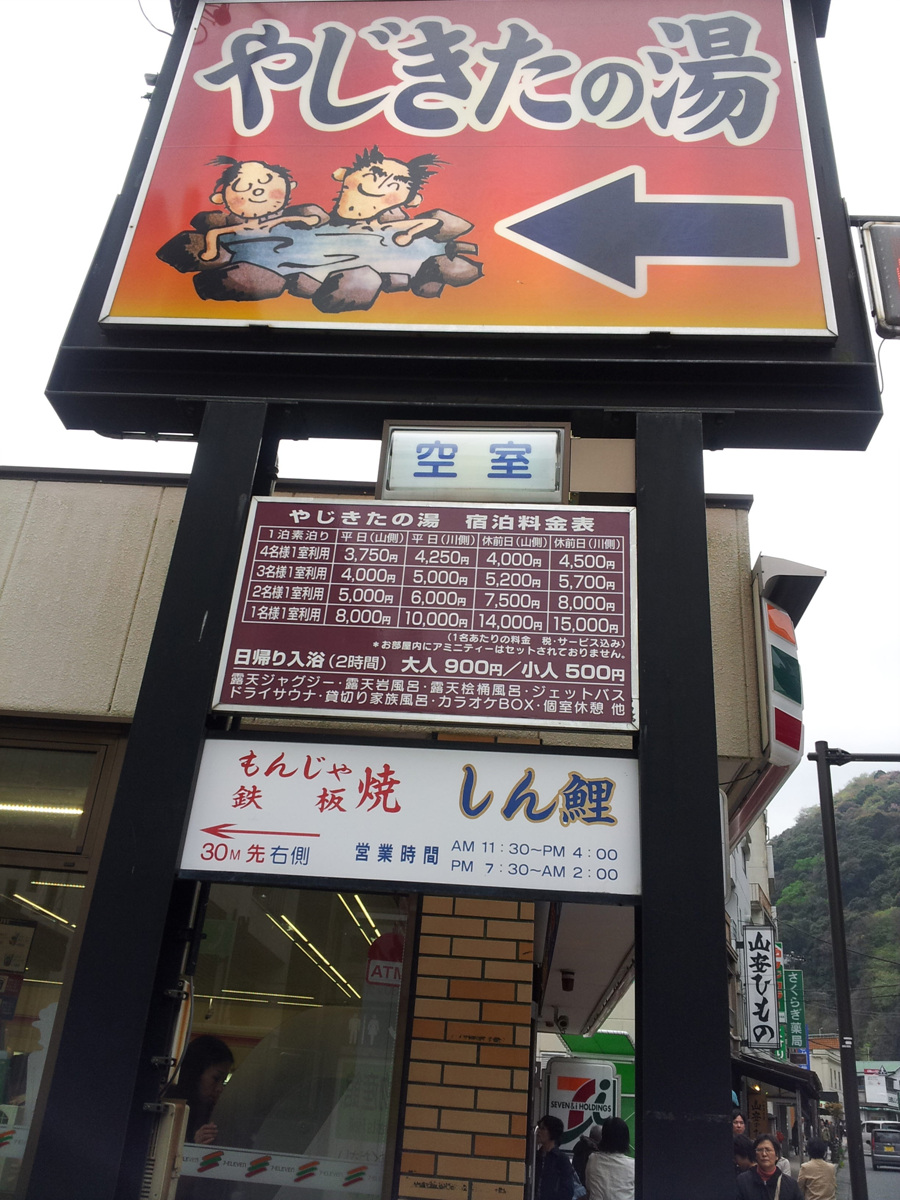 やじきたの湯
空室
やじきたの湯 宿泊料金表
1泊素泊り 平日(山側) 平日(川側) 休前日(山側) 休前日(川側)
4名様1室利用 3,750円 4,250円 4,000円 4,500円
3名様1室利用 4,000円 5,000円 5,200円 5,700円
2名様1室利用 5,000円 6,000円 7,500円 8,000円
1名様1室利用 8,000円 10,000円 14,000円 15,000円
(1名あたりの料金 税・サービス込み)
*お部屋内にアミニティーはセットされておりません。
日帰り入浴(2時間) 大人 900円/小人 500円
露天ジャグジー・露天岩風呂・露天桧桶風呂・ジェットバス
ドライサウナ・貸切り家族風呂・カラオケBOX・個室休憩 他
もんじゃ焼
鉄板
しん鯉
30M先右側
営業時間 AM 11:30~PM 4:00
PM 7:30~AM 2:00
ATM
山安ひもの
さくらぎ薬局
SEVEN & i HOLDINGS